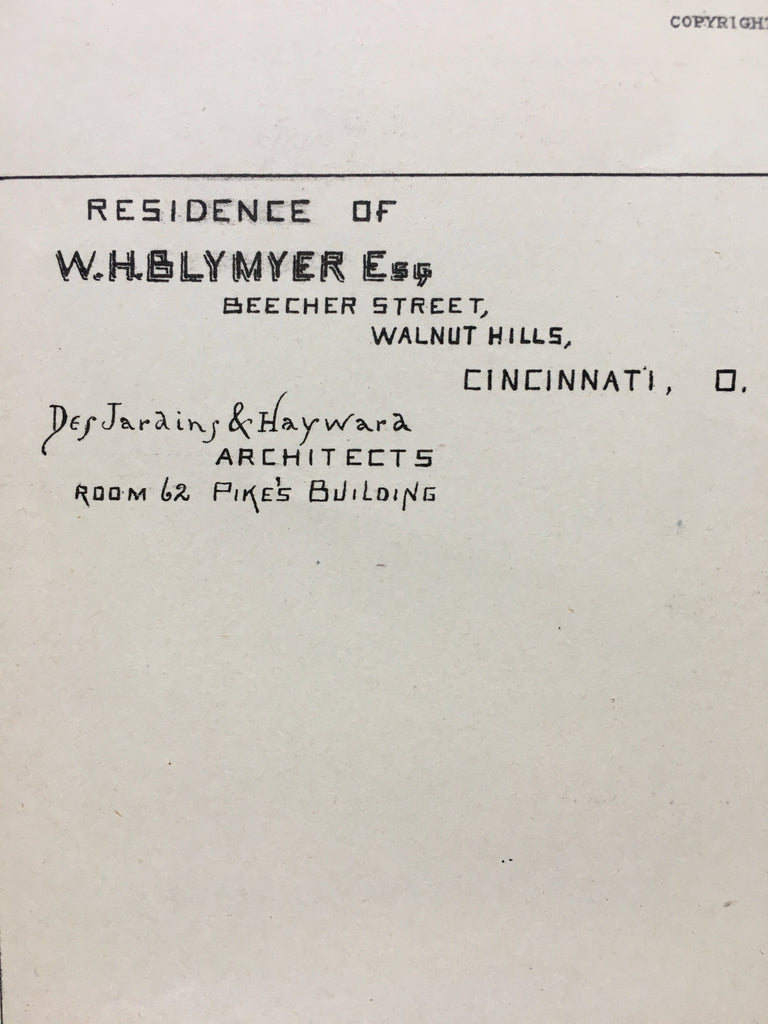 COPYRIGHT
RESIDENCE OF
W.H.BLYMYER Esq
BEECHER STREET,
WALNUT HILLS,
CINCINNATI, O.
DesJardins & Hayward
ARCHITECTS
ROOM 62 PIKE'S BUILDING